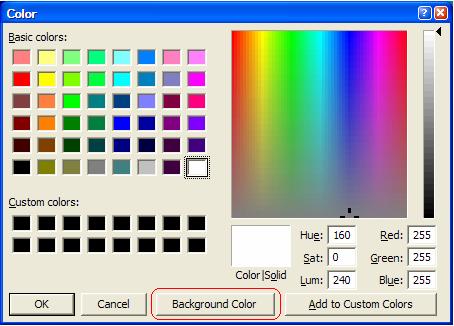 Color
Basic colors:
Custom colors:
Color|Solid
Hue: 160
Sat: 0
Lum: 240
Red: 255
Green: 255
Blue: 255
OK
Cancel
Background Color
Add to Custom Colors